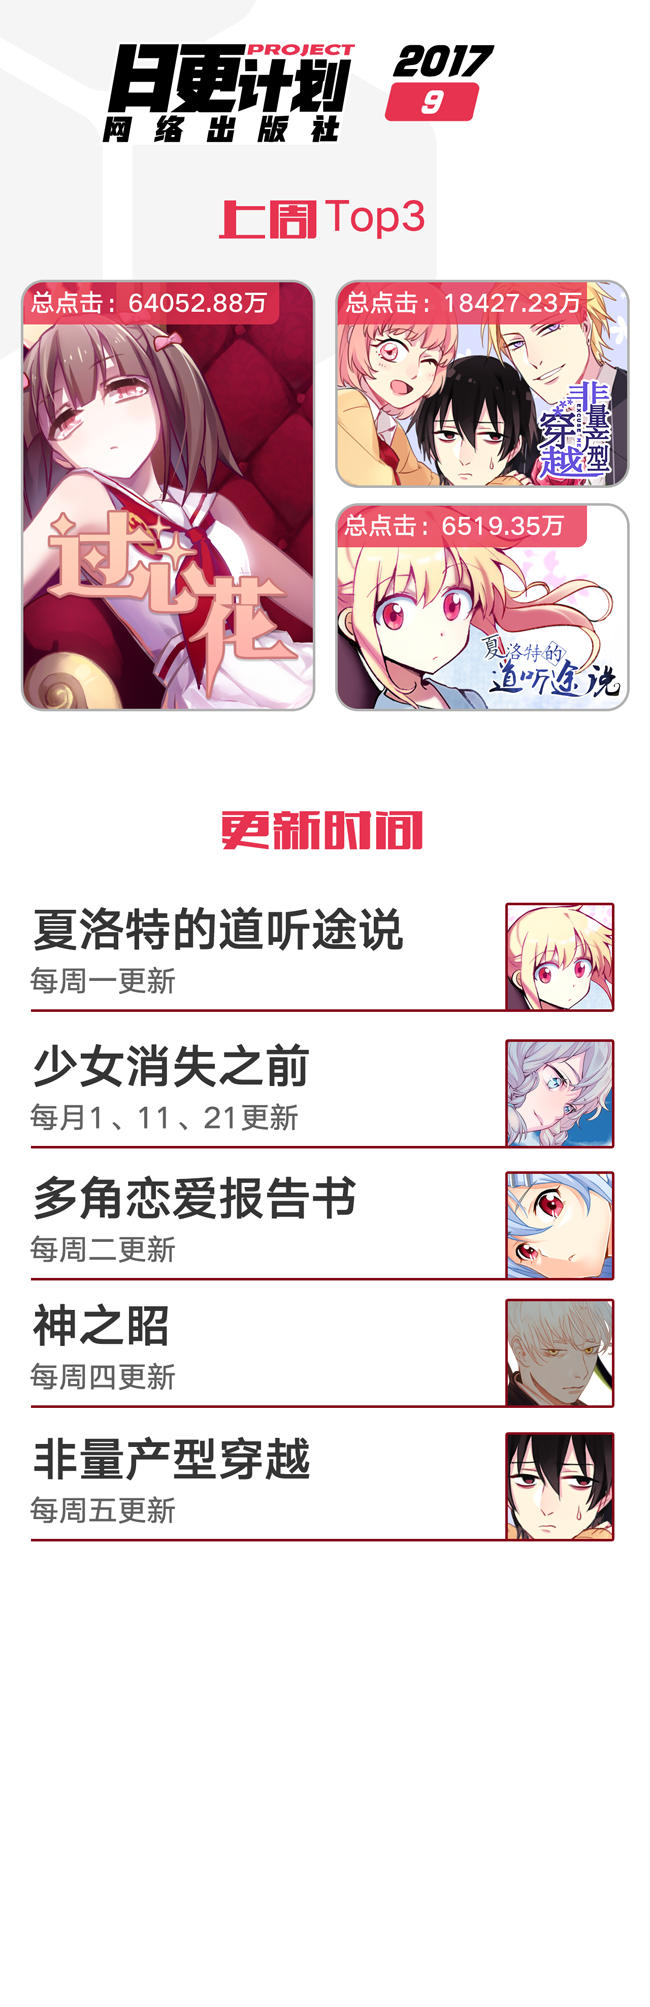 日更计划
PROJECT
网络出版社
2017
9
上周Top3
总点击：64052.88万
过心花
总点击：18427.23万
非量产型
EXCUSE ME
穿越
总点击：6519.35万
夏洛特的
道听途说
更新时间
夏洛特的道听途说
每周一更新
少女消失之前
每月1、11、21更新
多角恋爱报告书
每周二更新
神之昭
每周四更新
非量产型穿越
每周五更新